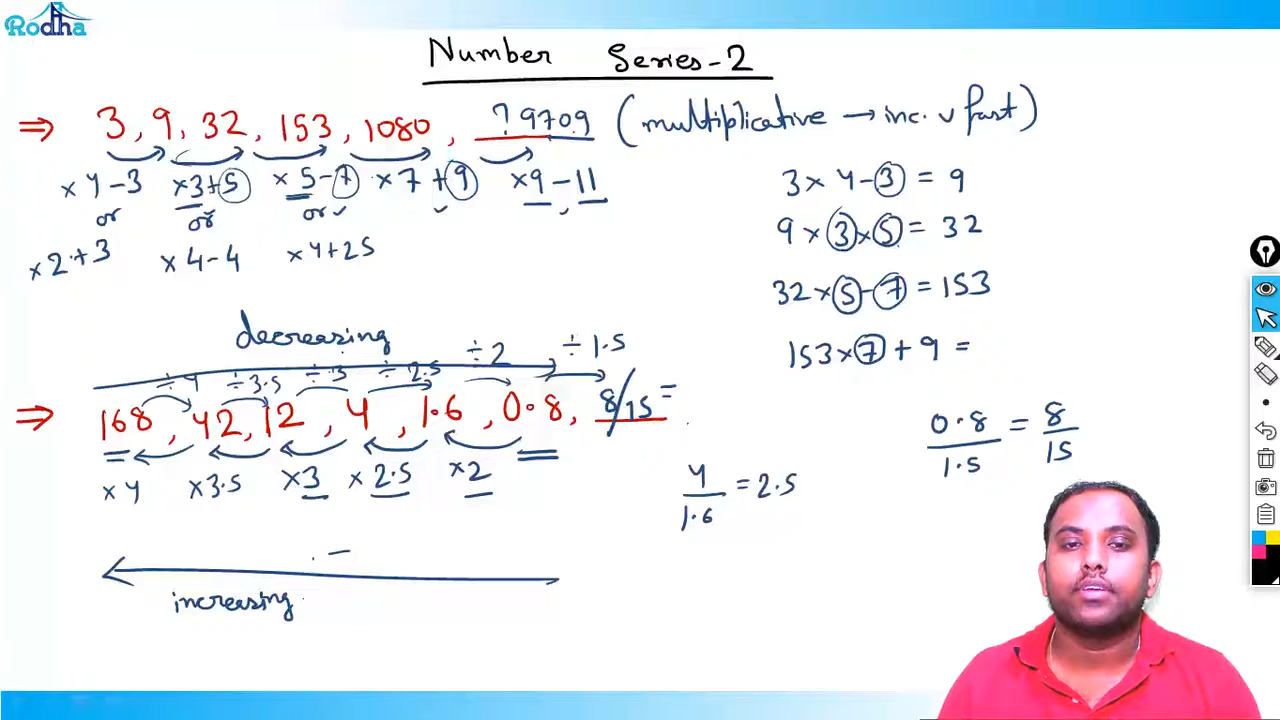 Rodha
Number Series-2
⇒ 3, 9, 32, 153, 1080, ? 9709 (multiplicative → inc. ✓ fast)
×4-3 ×3+5 ×5-7 ×7+9 ×9-11
or or or ✓ ✓
×2+3 ×4-4 ×4+25
3×4-3=9
9×3×5=32
32×5-7=153
153×7+9=
decreasing
÷4 ÷3.5 ÷3 ÷2.5 ÷2 ÷1.5
⇒ 168, 42, 12, 4, 1.6, 0.8, 8/15=
×4 ×3.5 ×3 ×2.5 ×2
4/1.6=2.5
0.8/1.5=8/15
increasing